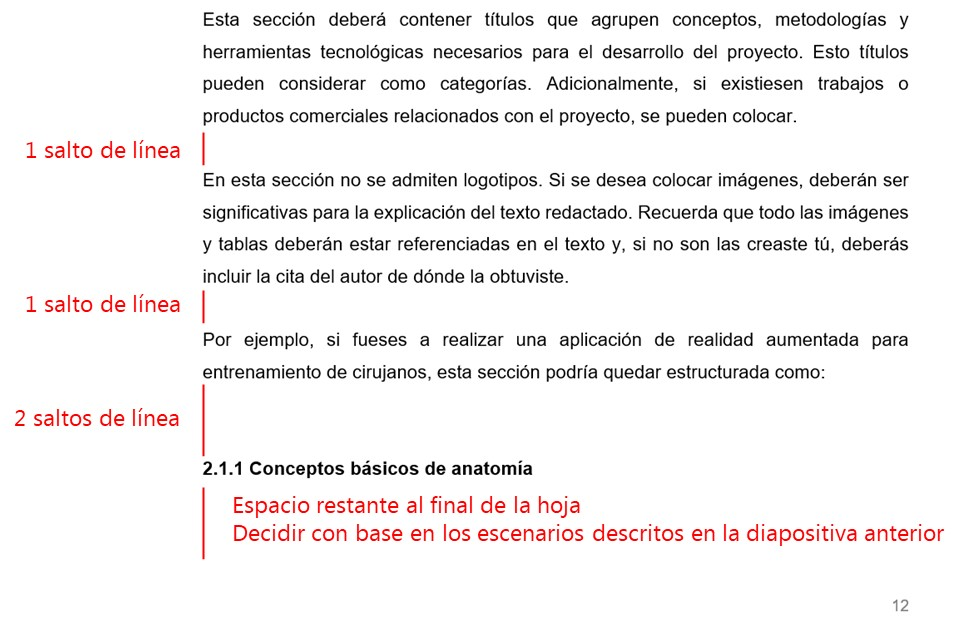 Esta sección deberá contener títulos que agrupen conceptos, metodologías y
herramientas tecnológicas necesarios para el desarrollo del proyecto. Esto títulos
pueden considerar como categorías. Adicionalmente, si existiesen trabajos o
productos comerciales relacionados con el proyecto, se pueden colocar.
1 salto de línea
En esta sección no se admiten logotipos. Si se desea colocar imágenes, deberán ser
significativas para la explicación del texto redactado. Recuerda que todo las imágenes
y tablas deberán estar referenciadas en el texto y, si no son las creaste tú, deberás
incluir la cita del autor de dónde la obtuviste.
1 salto de línea
Por ejemplo, si fueses a realizar una aplicación de realidad aumentada para
entrenamiento de cirujanos, esta sección podría quedar estructurada como:
2 saltos de línea
2.1.1 Conceptos básicos de anatomía
Espacio restante al final de la hoja
Decidir con base en los escenarios descritos en la diapositiva anterior
12